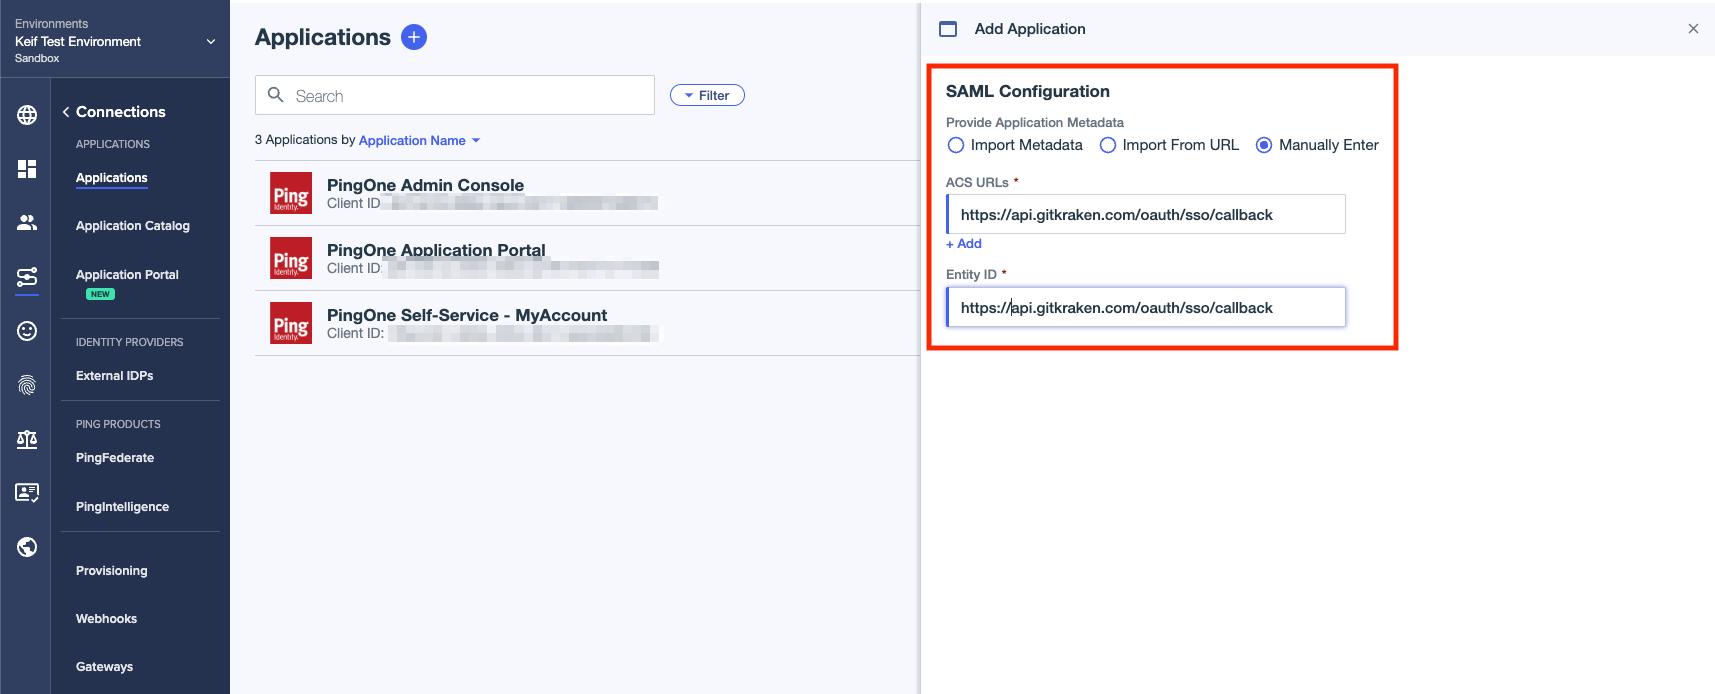 Environments
Keif Test Environment
Sandbox
Connections
APPLICATIONS
Applications
Application Catalog
Application Portal
NEW
IDENTITY PROVIDERS
External IDPs
PING PRODUCTS
PingFederate
PingIntelligence
Provisioning
Webhooks
Gateways
Applications
Search
Filter
3 Applications by Application Name
Ping
Identity.
PingOne Admin Console
Client ID
Ping
Identity.
PingOne Application Portal
Client ID:
Ping
Identity.
PingOne Self-Service - MyAccount
Client ID:
Add Application
SAML Configuration
Provide Application Metadata
Import Metadata Import From URL Manually Enter
ACS URLs *
https://api.gitkraken.com/oauth/sso/callback
+ Add
Entity ID *
https://api.gitkraken.com/oauth/sso/callback